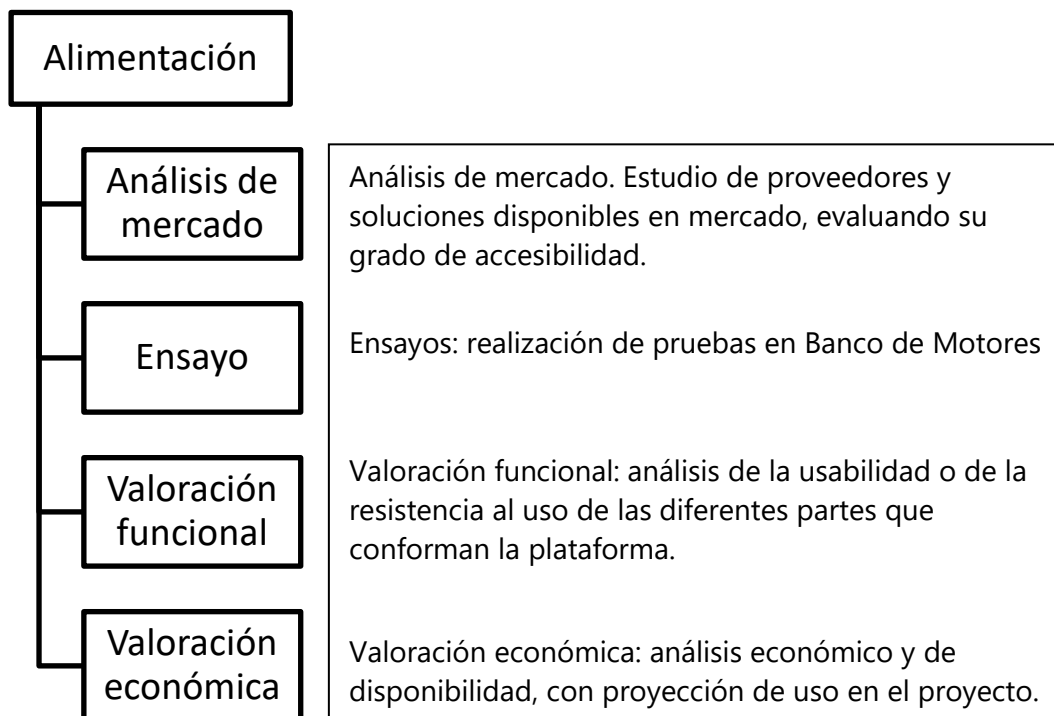 Alimentación
Análisis de
mercado
Análisis de mercado. Estudio de proveedores y
soluciones disponibles en mercado, evaluando su
grado de accesibilidad.
Ensayo
Ensayos: realización de pruebas en Banco de Motores
Valoración
funcional
Valoración funcional: análisis de la usabilidad o de la
resistencia al uso de las diferentes partes que
conforman la plataforma.
Valoración
económica
Valoración económica: análisis económico y de
disponibilidad, con proyección de uso en el proyecto.